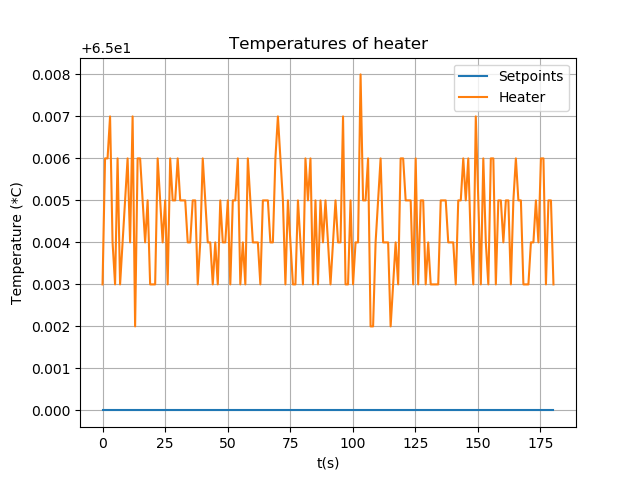 Temperatures of heater
+6.5e1
Setpoints
Heater
0.008
0.007
0.006
0.005
0.004
0.003
0.002
0.001
0.000
Temperature (*C)
0 25 50 75 100 125 150 175
t(s)